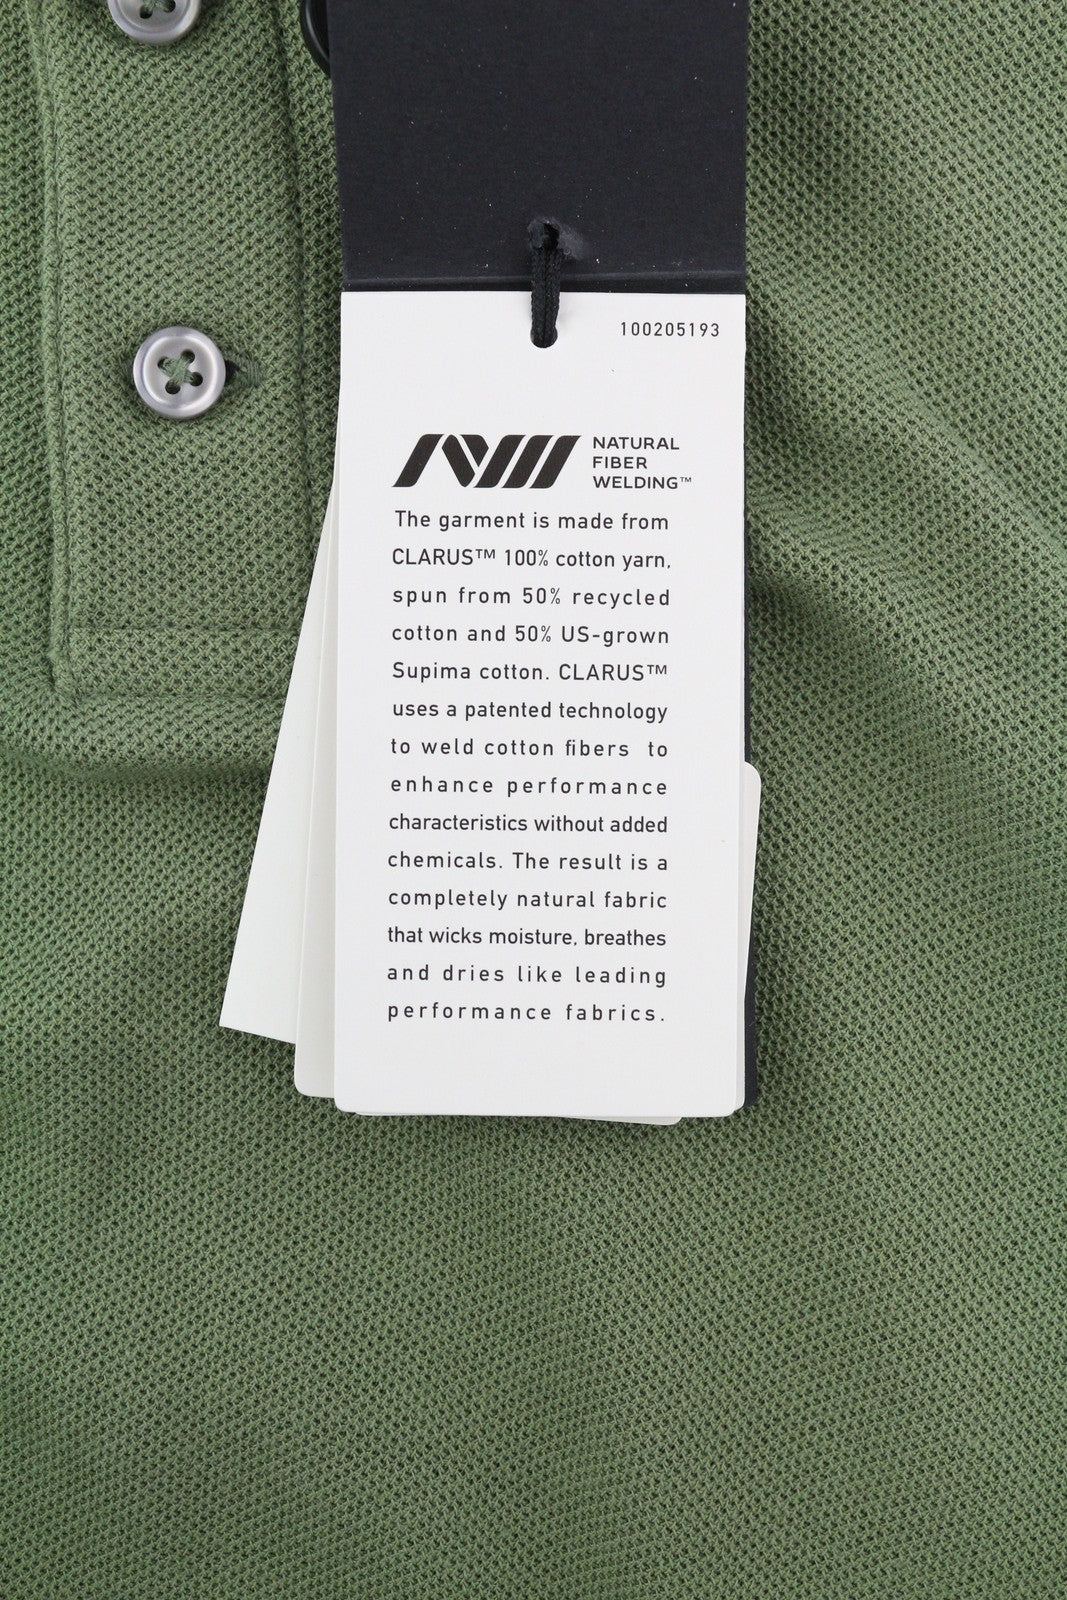 100205193
NATURAL
FIBER
WELDING™
The garment is made from
CLARUS™ 100% cotton yarn,
spun from 50% recycled
cotton and 50% US-grown
Supima cotton. CLARUS™
uses a patented technology
to weld cotton fibers to
enhance performance
characteristics without added
chemicals. The result is a
completely natural fabric
that wicks moisture, breathes
and dries like leading
performance fabrics.